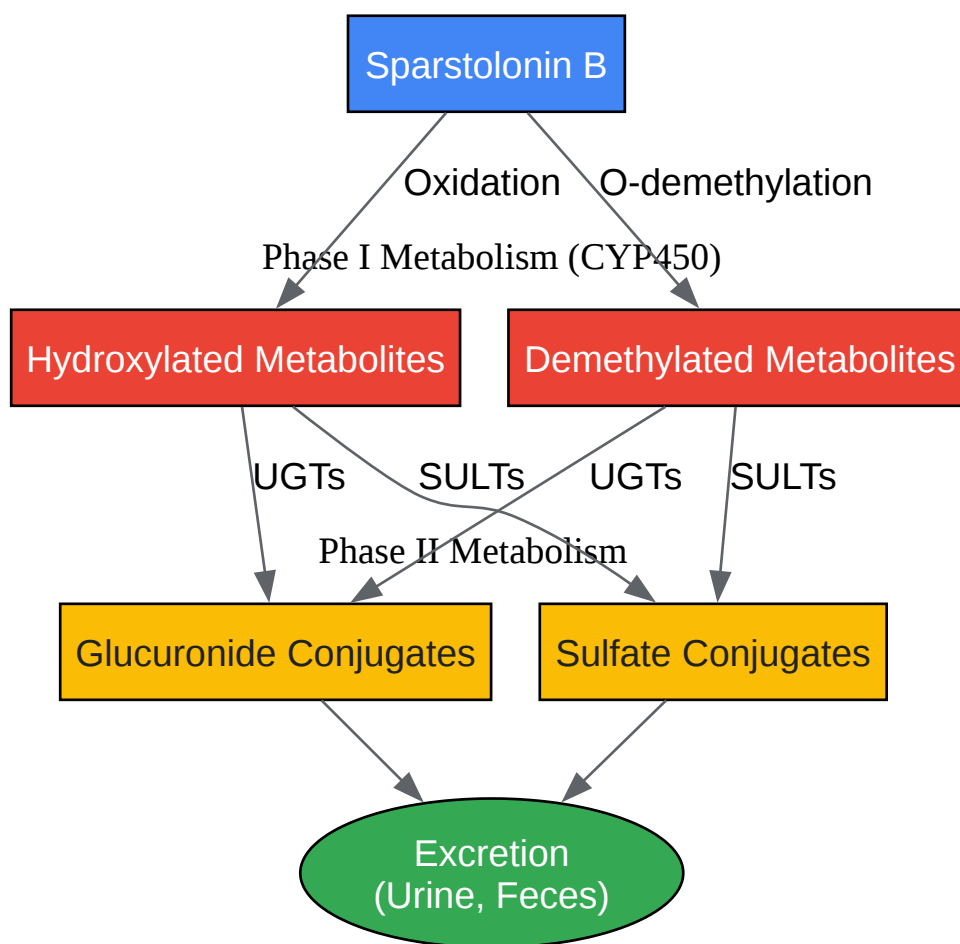 Sparstolonin B
Oxidation
O-demethylation
Phase I Metabolism (CYP450)
Hydroxylated Metabolites
Demethylated Metabolites
UGTs
SULTs
UGTs
SULTs
Phase II Metabolism
Glucuronide Conjugates
Sulfate Conjugates
Excretion
(Urine, Feces)